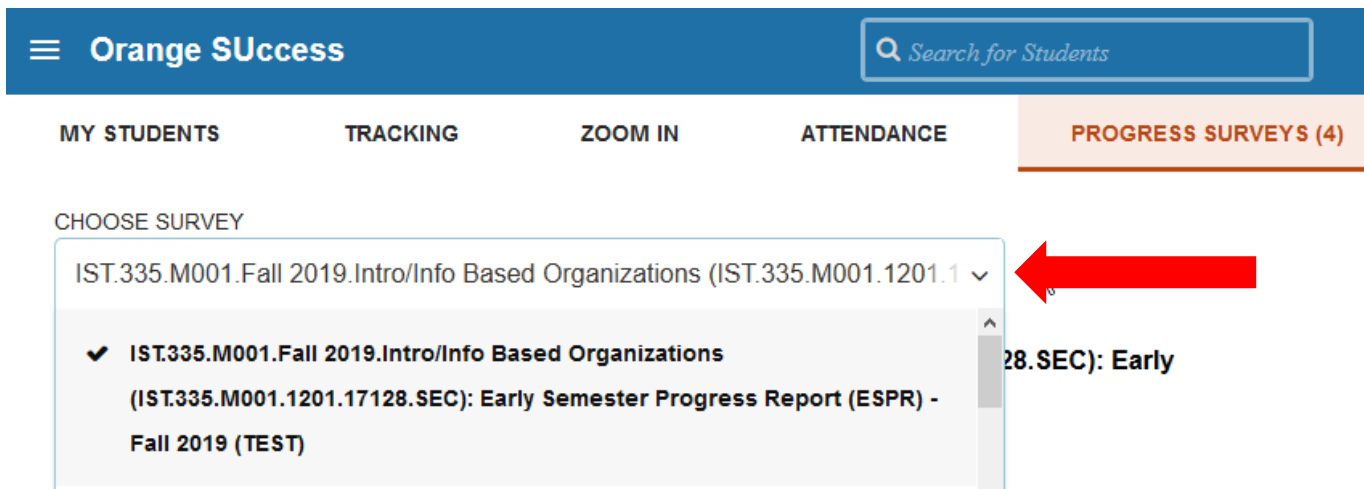 Orange SUccess
Search for Students
MY STUDENTS TRACKING ZOOM IN ATTENDANCE PROGRESS SURVEYS (4)
CHOOSE SURVEY
IST.335.M001.Fall 2019.Intro/Info Based Organizations (IST.335.M001.1201.1
IST.335.M001.Fall 2019.Intro/Info Based Organizations
(IST.335.M001.1201.17128.SEC): Early Semester Progress Report (ESPR) -
Fall 2019 (TEST)
28.SEC): Early